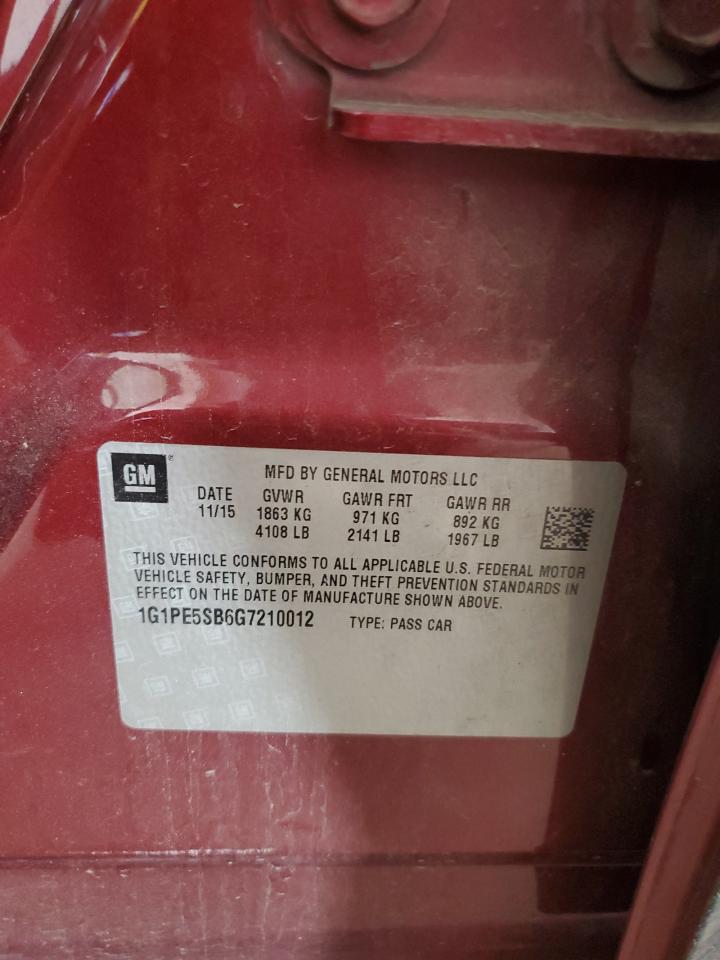 GM ®
MFD BY GENERAL MOTORS LLC
DATE GVWR GAWR FRT GAWR RR
11/15 1863 KG 971 KG 892 KG
4108 LB 2141 LB 1967 LB
THIS VEHICLE CONFORMS TO ALL APPLICABLE U.S. FEDERAL MOTOR
VEHICLE SAFETY, BUMPER, AND THEFT PREVENTION STANDARDS IN
EFFECT ON THE DATE OF MANUFACTURE SHOWN ABOVE.
1G1PE5SB6G7210012 TYPE: PASS CAR